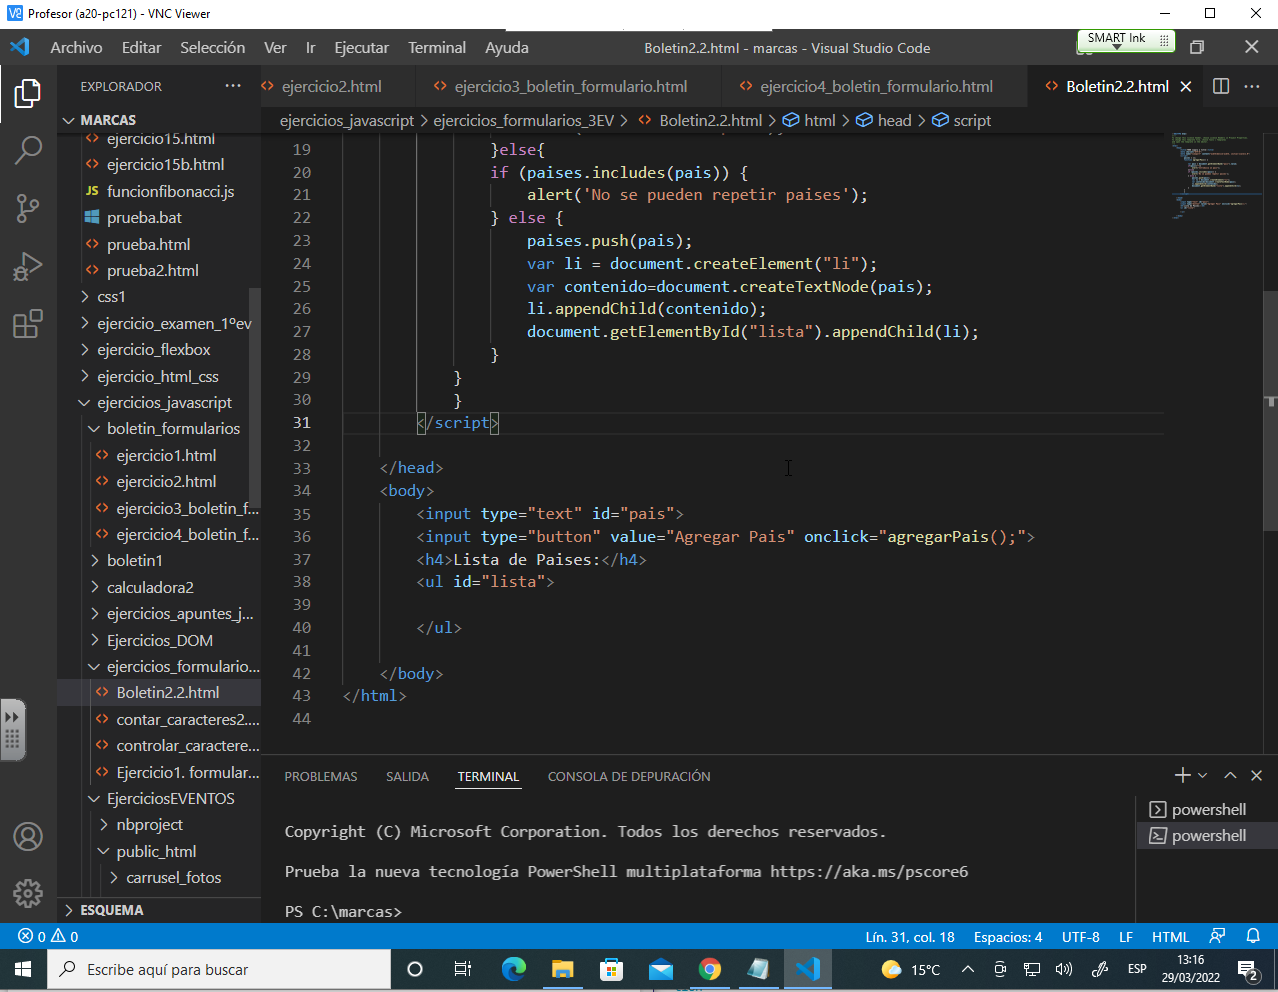 Profesor (a20-pc121) - VNC Viewer
Archivo Editar Selección Ver Ir Ejecutar Terminal Ayuda
Boletin2.2.html - marcas - Visual Studio Code
SMART Ink
EXPLORADOR
ejercicio2.html
ejercicio3_boletin_formulario.html
ejercicio4_boletin_formulario.html
Boletin2.2.html
MARCAS
ejercicios_javascript > ejercicios_formularios_3EV > Boletin2.2.html > html > head > script
ejercicio15.html
ejercicio15b.html
JS funcionfibonacci.js
prueba.bat
prueba.html
prueba2.html
css1
ejercicio_examen_1ºev
ejercicio_flexbox
ejercicio_html_css
ejercicios_javascript
boletin_formularios
ejercicio1.html
ejercicio2.html
ejercicio3_boletin_f...
ejercicio4_boletin_f...
boletin1
calculadora2
ejercicios_apuntes_j...
Ejercicios_DOM
ejercicios_formulario...
Boletin2.2.html
contar_caracteres2....
controlar_caractere...
Ejercicio1. formular...
EjerciciosEVENTOS
nbproject
public_html
carrusel_fotos
ESQUEMA
19 }else{
20 if (paises.includes(pais)) {
21 alert('No se pueden repetir paises');
22 } else {
23 paises.push(pais);
24 var li = document.createElement("li");
25 var contenido=document.createTextNode(pais);
26 li.appendChild(contenido);
27 document.getElementById("lista").appendChild(li);
28 }
29 }
30 }
31 </script>
32
33 </head>
34 <body>
35 <input type="text" id="pais">
36 <input type="button" value="Agregar Pais" onclick="agregarPais();">
37 <h4>Lista de Paises:</h4>
38 <ul id="lista">
39
40 </ul>
41
42 </body>
43 </html>
44
PROBLEMAS SALIDA TERMINAL CONSOLA DE DEPURACIÓN
Copyright (C) Microsoft Corporation. Todos los derechos reservados.
Prueba la nueva tecnología PowerShell multiplataforma https://aka.ms/pscore6
PS C:\marcas>
powershell
powershell
0 0
Lín. 31, col. 18 Espacios: 4 UTF-8 LF HTML
Escribe aquí para buscar
15°C
ESP
13:16
29/03/2022
2